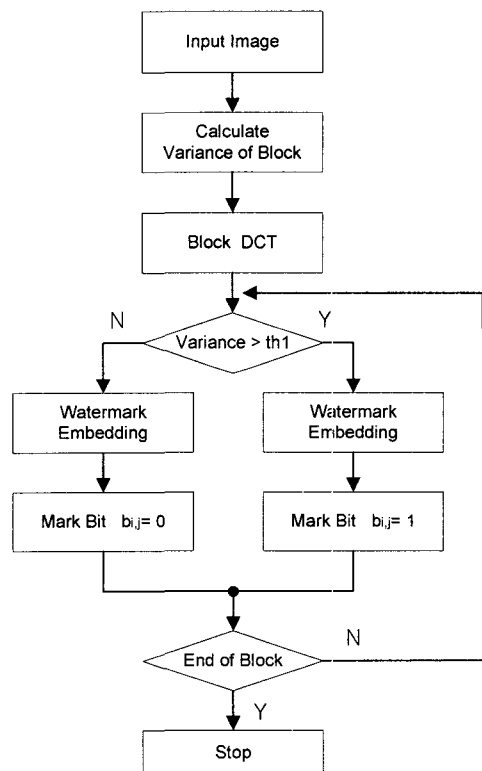 Input Image
Calculate
Variance of Block
Block DCT
N
Y
Variance > th1
Watermark
Embedding
Watermark
Embedding
Mark Bit bi,j= 0
Mark Bit bi,j= 1
N
End of Block
Y
Stop